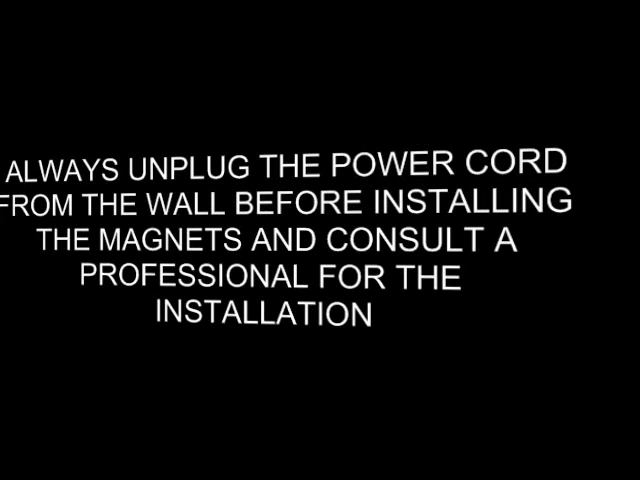 ALWAYS UNPLUG THE POWER CORD
FROM THE WALL BEFORE INSTALLING
THE MAGNETS AND CONSULT A
PROFESSIONAL FOR THE
INSTALLATION